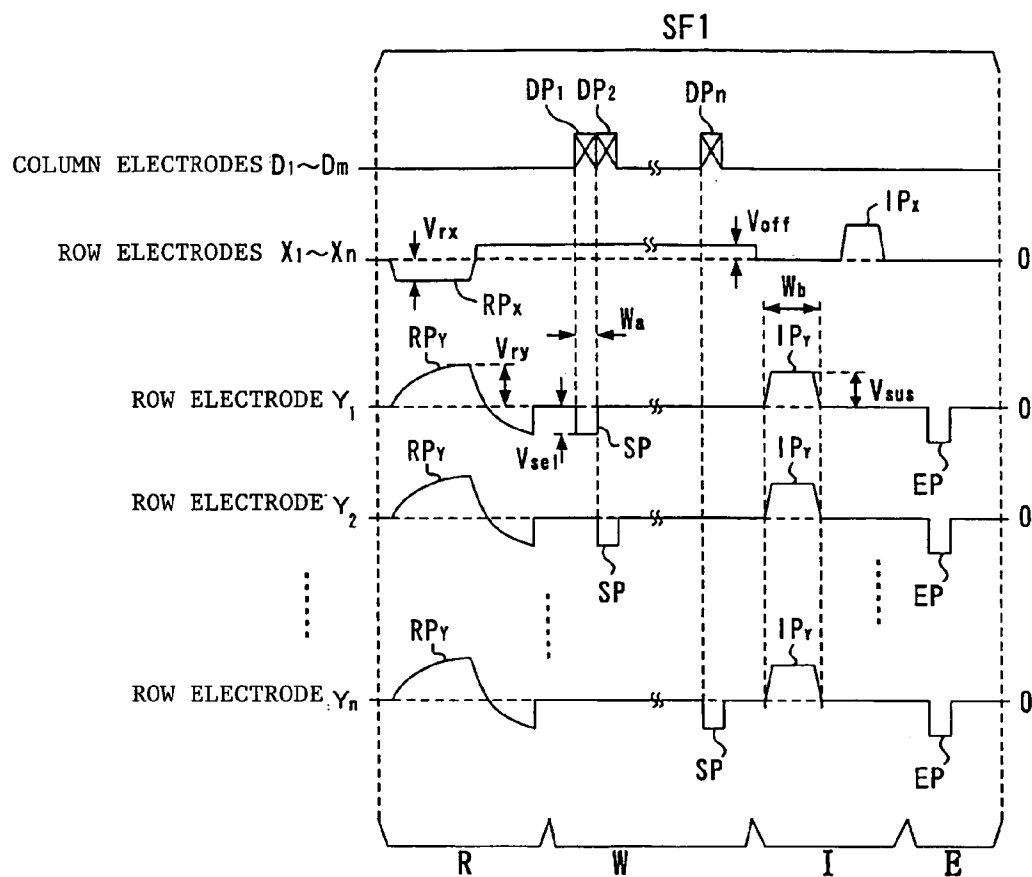 SF1
DP1 DP2 DPn
COLUMN ELECTRODES D1~Dm
IPX
Vrx
Voff
ROW ELECTRODES X1~Xn
0
RPX
Wb
Wa
RPY
Vry
IPY
ROW ELECTRODE Y1
Vsus
0
SP
Vsel
RPY
IPY
EP
ROW ELECTRODE Y2
0
SP
EP
RPY
IPY
ROW ELECTRODE Yn
0
SP
EP
R W I E